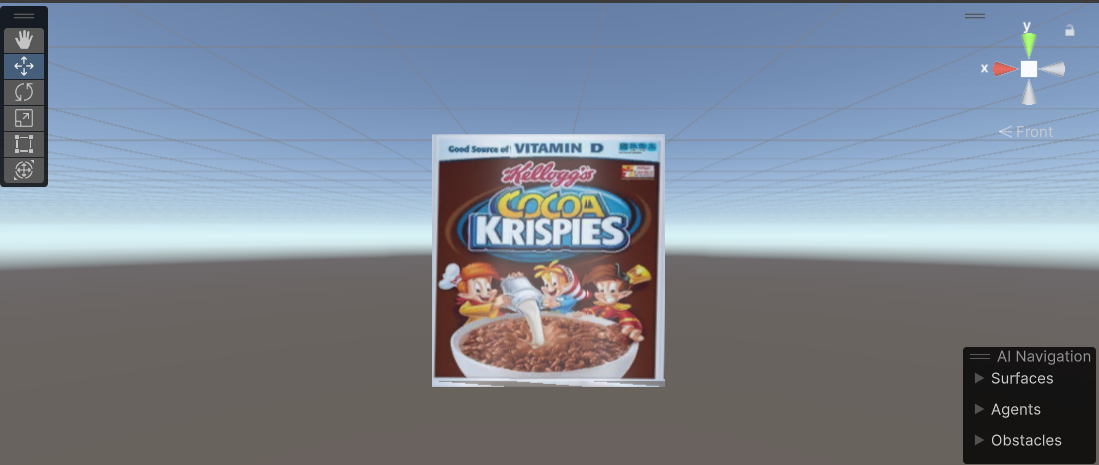 y
x
Front
Good Source of VITAMIN D
Kellogg's
COCOA
KRISPIES
AI Navigation
Surfaces
Agents
Obstacles